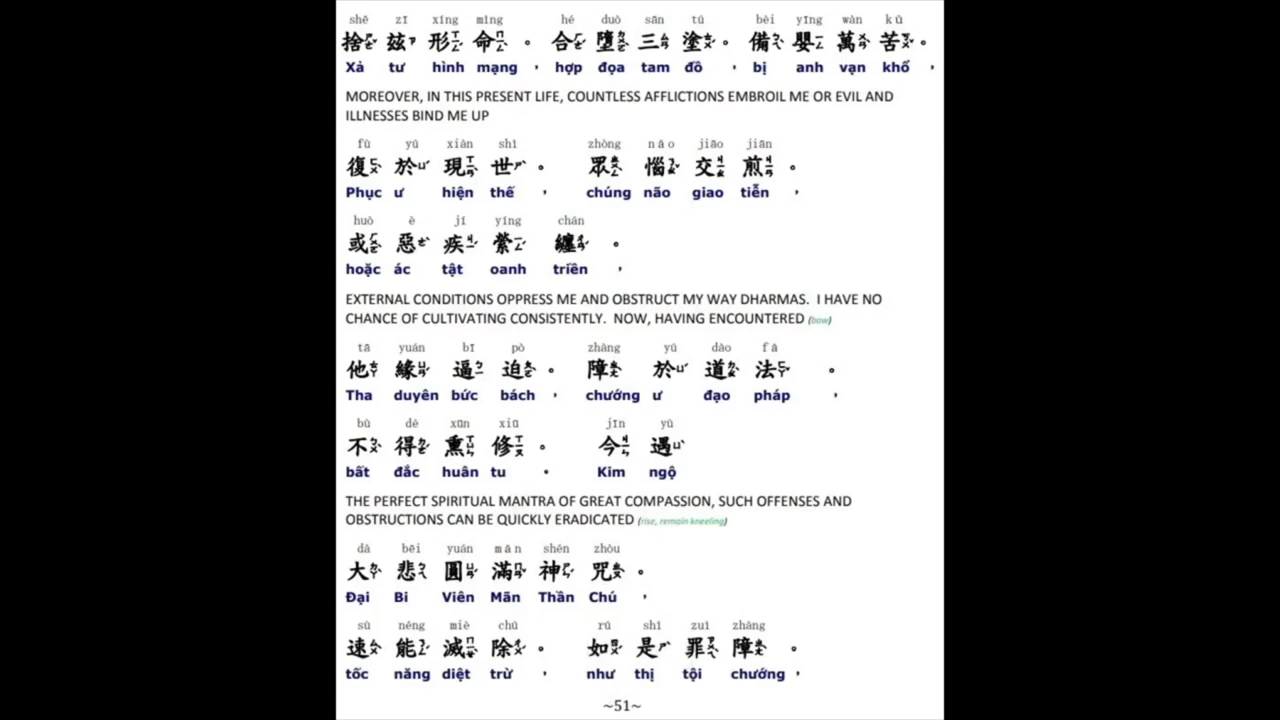 shě zī xíng mìng hé duò sān tú bèi yīng wàn kǔ
捨茲形命。合墮三塗。備嬰萬苦。
Xả tư hình mạng , hợp đọa tam đồ , bị anh vạn khổ ,
MOREOVER, IN THIS PRESENT LIFE, COUNTLESS AFFLICTIONS EMBROIL ME OR EVIL AND
ILLNESSES BIND ME UP
fù yú xiàn shì zhòng nǎo jiāo jiān
復於現世。眾惱交煎。
Phục ư hiện thế , chúng não giao tiễn ,
huò è jí yíng chán
或惡疾縈纏。
hoặc ác tật oanh triền ,
EXTERNAL CONDITIONS OPPRESS ME AND OBSTRUCT MY WAY DHARMAS. I HAVE NO
CHANCE OF CULTIVATING CONSISTENTLY. NOW, HAVING ENCOUNTERED (bow)
tā yuán bī pò zhàng yú dào fǎ
他緣逼迫。障於道法。
Tha duyên bức bách , chướng ư đạo pháp ,
bù dé xūn xiū jīn yù
不得熏修。今遇
bất đắc huân tu . Kim ngộ
THE PERFECT SPIRITUAL MANTRA OF GREAT COMPASSION, SUCH OFFENSES AND
OBSTRUCTIONS CAN BE QUICKLY ERADICATED (rise, remain kneeling)
dà bēi yuán mǎn shén zhòu
大悲圓滿神咒。
Đại Bi Viên Mãn Thần Chú ,
sù néng miè chú rú shì zuì zhàng
速能滅除。如是罪障。
tốc năng diệt trừ , như thị tội chướng ,
~51~